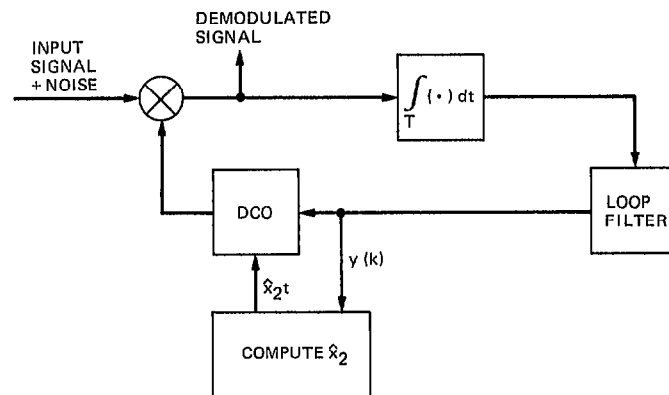 DEMODULATED
SIGNAL
INPUT
SIGNAL
+ NOISE
∫ (·) dt
T
DCO
LOOP
FILTER
y (k)
x̂₂t
COMPUTE x̂₂